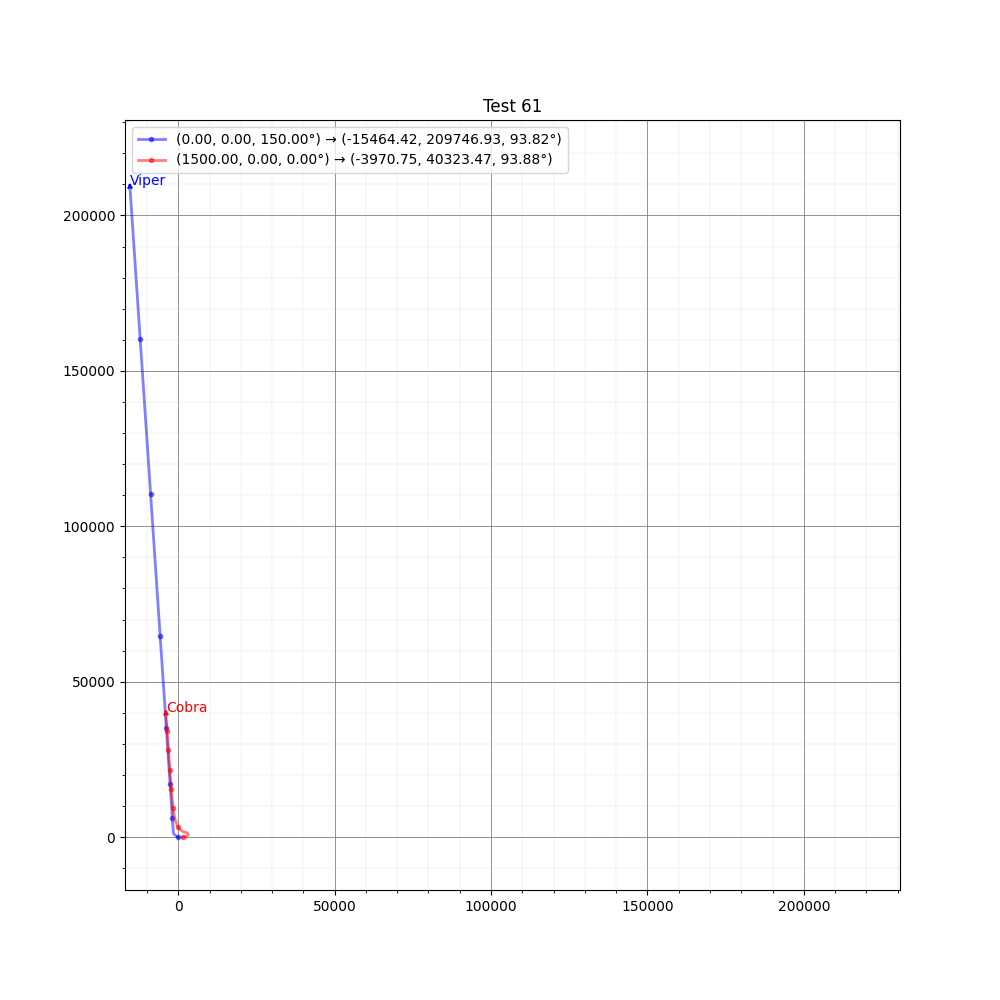 Test 61
(0.00, 0.00, 150.00°) → (-15464.42, 209746.93, 93.82°)
(1500.00, 0.00, 0.00°) → (-3970.75, 40323.47, 93.88°)
Viper
200000
150000
100000
50000
Cobra
0
0 50000 100000 150000 200000